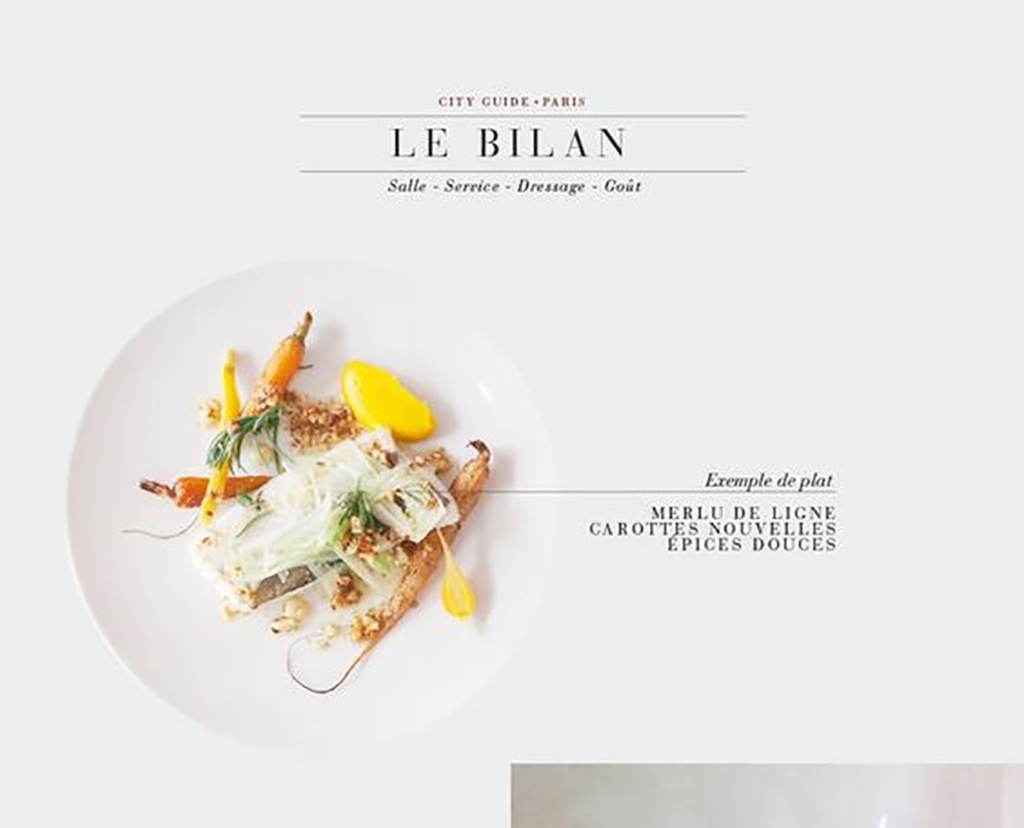 CITY GUIDE • PARIS
LE BILAN
Salle - Service - Dressage - Goût
Exemple de plat
MERLU DE LIGNE
CAROTTES NOUVELLES
ÉPICES DOUCES